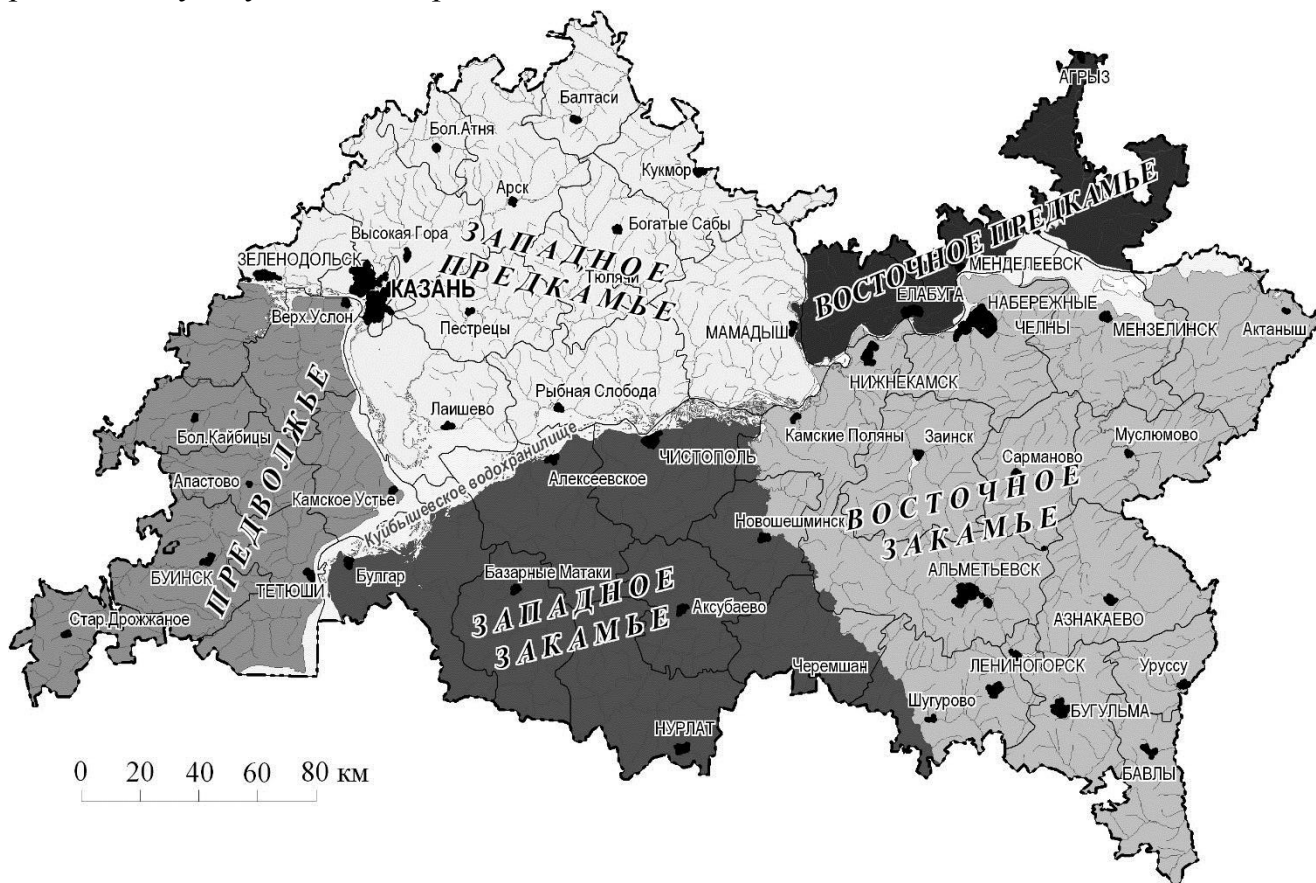 АГРЫЗ
Балтаси
Бол.Атня
Кукмор
Арск
Богатые Сабы
Высокая Гора
ЗАПАДНОЕ
ПРЕДКАМЬЕ
Тюлячи
ВОСТОЧНОЕ ПРЕДКАМЬЕ
ЗЕЛЕНОДОЛЬСК
КАЗАНЬ
Верх.Услон
Пестрецы
МЕНДЕЛЕЕВСК
ЕЛАБУГА
НАБЕРЕЖНЫЕ
ЧЕЛНЫ
МЕНЗЕЛИНСК
Актаныш
МАМАДЫШ
НИЖНЕКАМСК
Рыбная Слобода
Лаишево
Камские Поляны
Заинск
Муслюмово
Сарманово
Бол.Кайбицы
ПРЕДВОЛЖЬЕ
Куйбышевское водохранилище
ЧИСТОПОЛЬ
Алексеевское
Апастово
Камское Устье
Новошешминск
ВОСТОЧНОЕ
ЗАКАМЬЕ
БУИНСК
ТЕТЮШИ
Булгар
Базарные Матаки
АЛЬМЕТЬЕВСК
Аксубаево
АЗНАКАЕВО
Стар.Дрожжаное
ЗАПАДНОЕ
ЗАКАМЬЕ
Черемшан
ЛЕНИНОГОРСК
Уруссу
Шугурово
БУГУЛЬМА
НУРЛАТ
БАВЛЫ
0 20 40 60 80 км